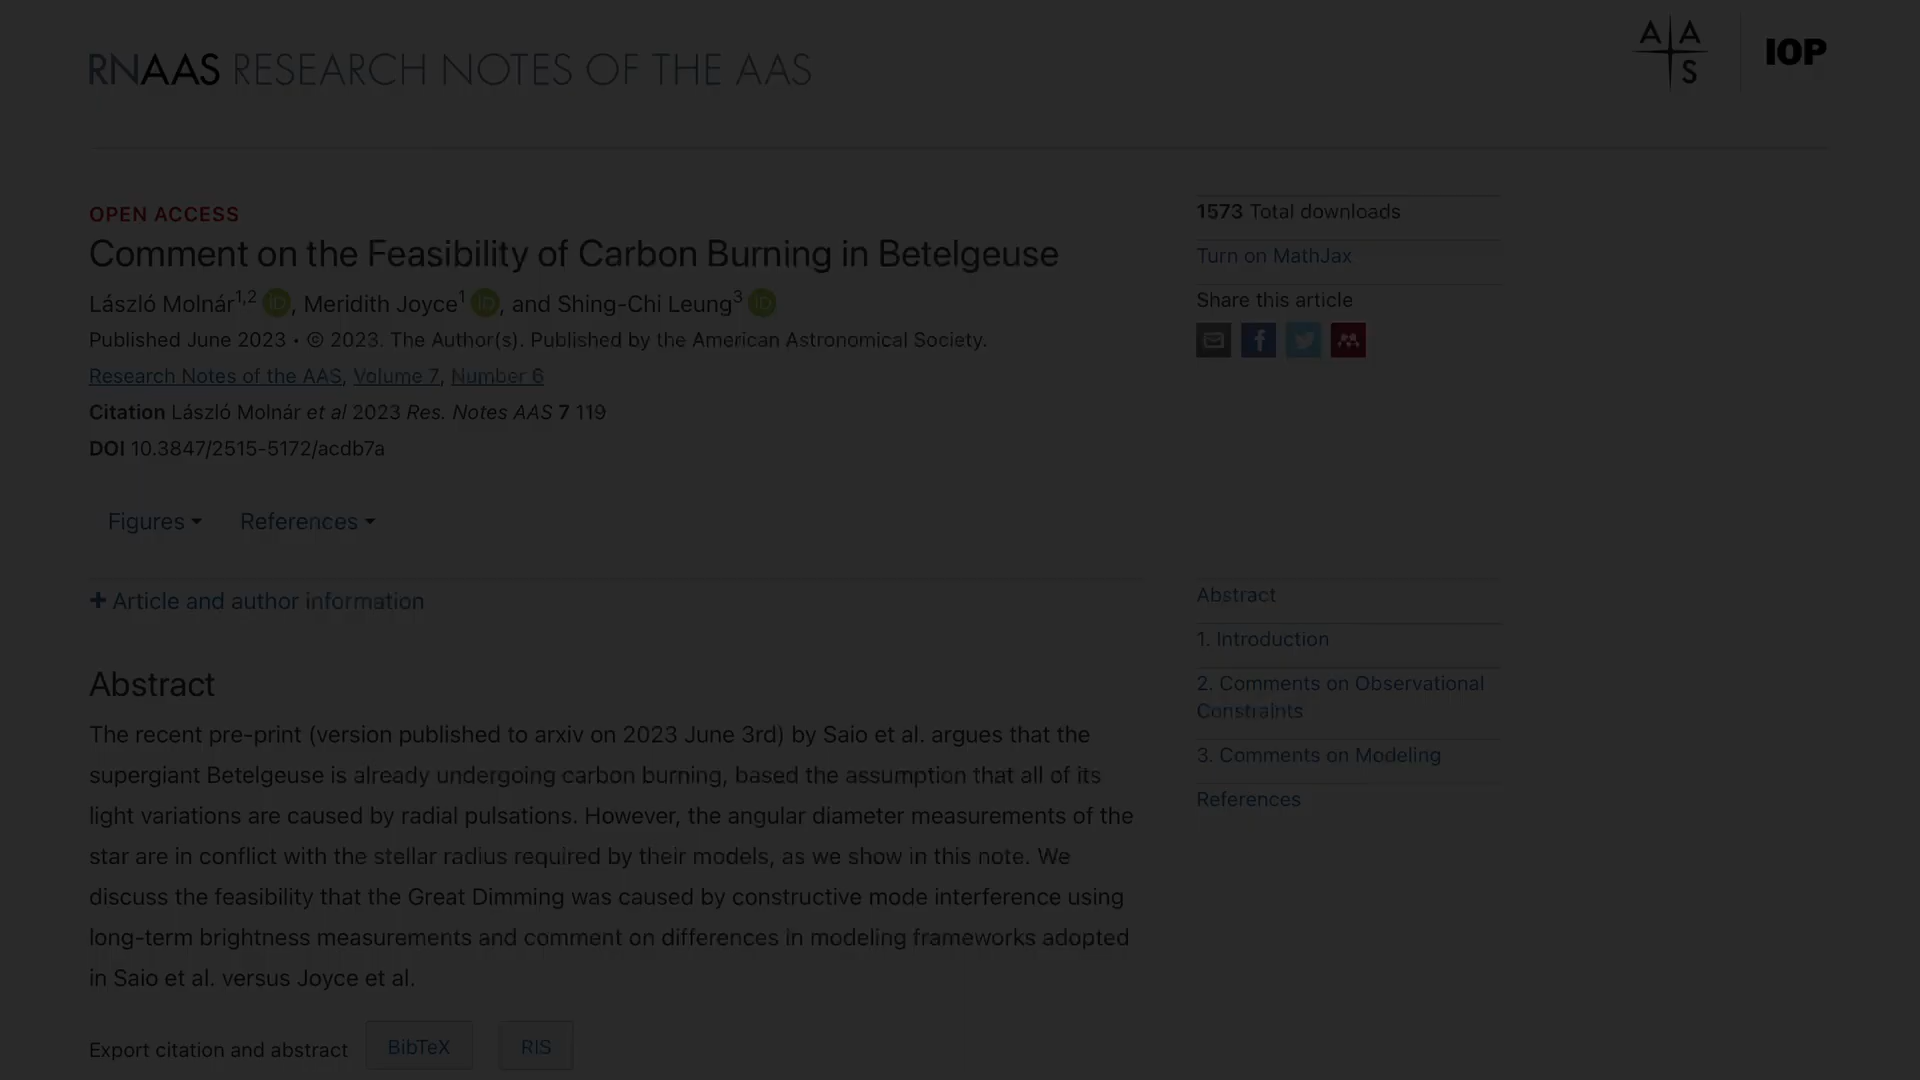 RNAAS RESEARCH NOTES OF THE AAS
A A
S
IOP
OPEN ACCESS
Comment on the Feasibility of Carbon Burning in Betelgeuse
László Molnár1,2 iD, Meridith Joyce1 iD, and Shing-Chi Leung3 iD
Published June 2023 • © 2023. The Author(s). Published by the American Astronomical Society.
Research Notes of the AAS, Volume 7, Number 6
Citation László Molnár et al 2023 Res. Notes AAS 7 119
DOI 10.3847/2515-5172/acdb7a
1573 Total downloads
Turn on MathJax
Share this article
Figures References
+ Article and author information
Abstract
The recent pre-print (version published to arxiv on 2023 June 3rd) by Saio et al. argues that the
supergiant Betelgeuse is already undergoing carbon burning, based the assumption that all of its
light variations are caused by radial pulsations. However, the angular diameter measurements of the
star are in conflict with the stellar radius required by their models, as we show in this note. We
discuss the feasibility that the Great Dimming was caused by constructive mode interference using
long-term brightness measurements and comment on differences in modeling frameworks adopted
in Saio et al. versus Joyce et al.
Export citation and abstract BibTeX RIS
Abstract
1. Introduction
2. Comments on Observational
Constraints
3. Comments on Modeling
References